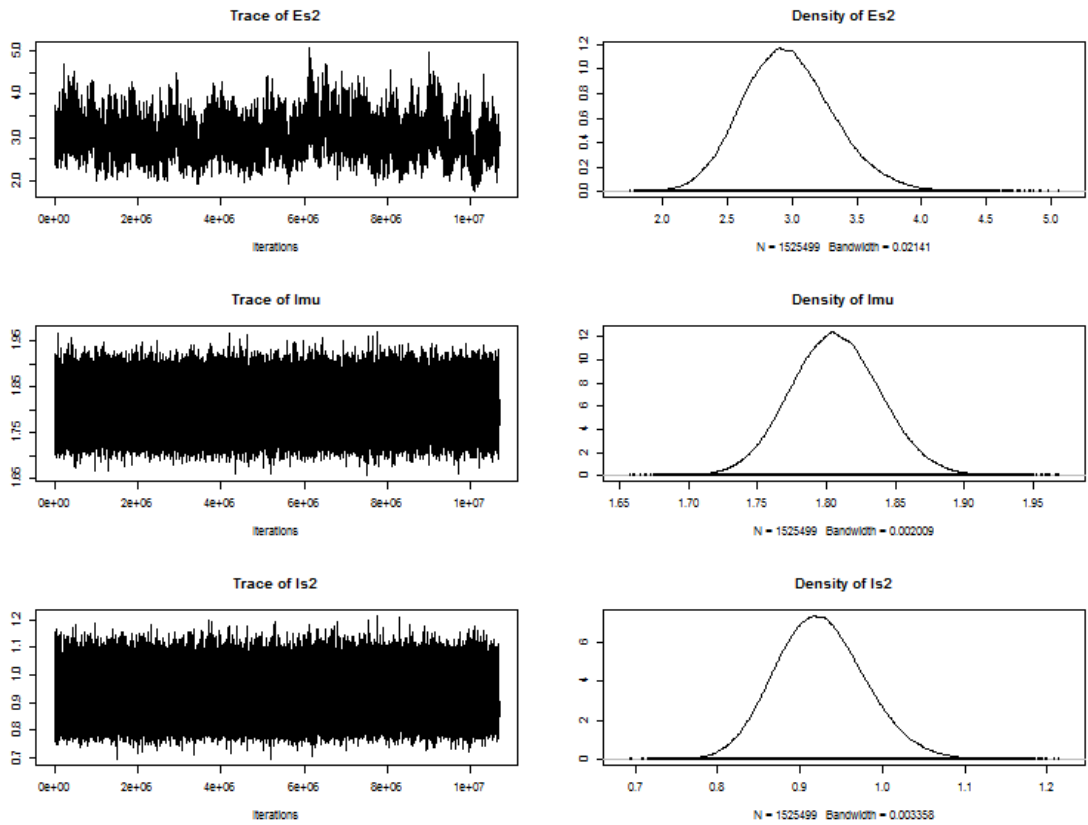 Trace of Es2
5.0
4.0
3.0
2.0
0e+00 2e+06 4e+06 6e+06 8e+06 1e+07
Iterations
Density of Es2
1.2
1.0
0.8
0.6
0.4
0.2
0.0
2.0 2.5 3.0 3.5 4.0 4.5 5.0
N = 1525499 Bandwidth = 0.02141
Trace of Imu
1.95
1.85
1.75
1.65
0e+00 2e+06 4e+06 6e+06 8e+06 1e+07
Iterations
Density of Imu
12
10
8
6
4
2
0
1.65 1.70 1.75 1.80 1.85 1.90 1.95
N = 1525499 Bandwidth = 0.002009
Trace of Is2
1.2
1.1
1.0
0.9
0.8
0.7
0e+00 2e+06 4e+06 6e+06 8e+06 1e+07
Iterations
Density of Is2
6
4
2
0
0.7 0.8 0.9 1.0 1.1 1.2
N = 1525499 Bandwidth = 0.003358